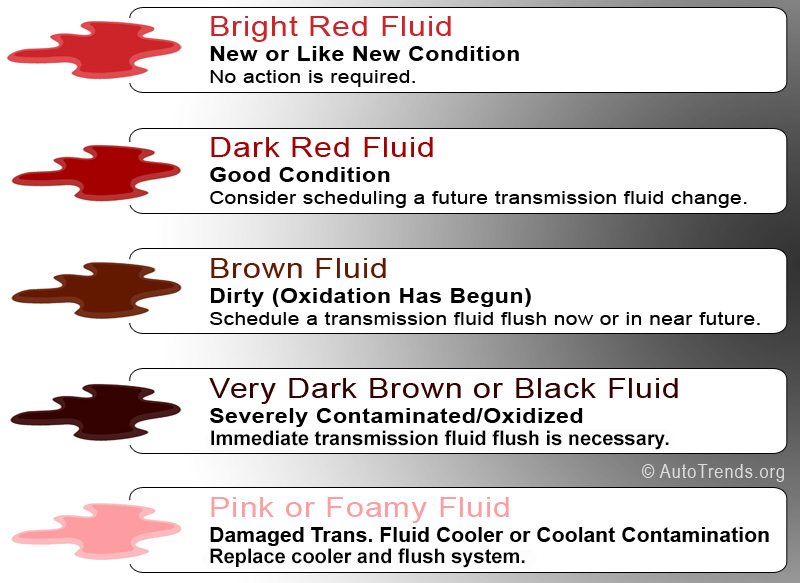 Bright Red Fluid
New or Like New Condition
No action is required.
Dark Red Fluid
Good Condition
Consider scheduling a future transmission fluid change.
Brown Fluid
Dirty (Oxidation Has Begun)
Schedule a transmission fluid flush now or in near future.
Very Dark Brown or Black Fluid
Severely Contaminated/Oxidized
Immediate transmission fluid flush is necessary.
© AutoTrends.org
Pink or Foamy Fluid
Damaged Trans. Fluid Cooler or Coolant Contamination
Replace cooler and flush system.